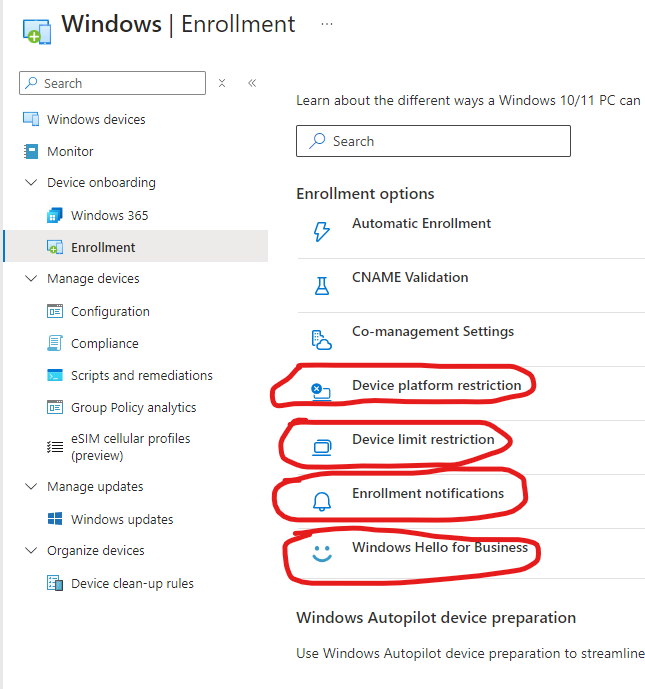 Windows | Enrollment ...
Search
Windows devices
Monitor
Device onboarding
Windows 365
Enrollment
Manage devices
Configuration
Compliance
Scripts and remediations
Group Policy analytics
eSIM cellular profiles
(preview)
Manage updates
Windows updates
Organize devices
Device clean-up rules
Learn about the different ways a Windows 10/11 PC can
Search
Enrollment options
Automatic Enrollment
CNAME Validation
Co-management Settings
Device platform restriction
Device limit restriction
Enrollment notifications
Windows Hello for Business
Windows Autopilot device preparation
Use Windows Autopilot device preparation to streamline